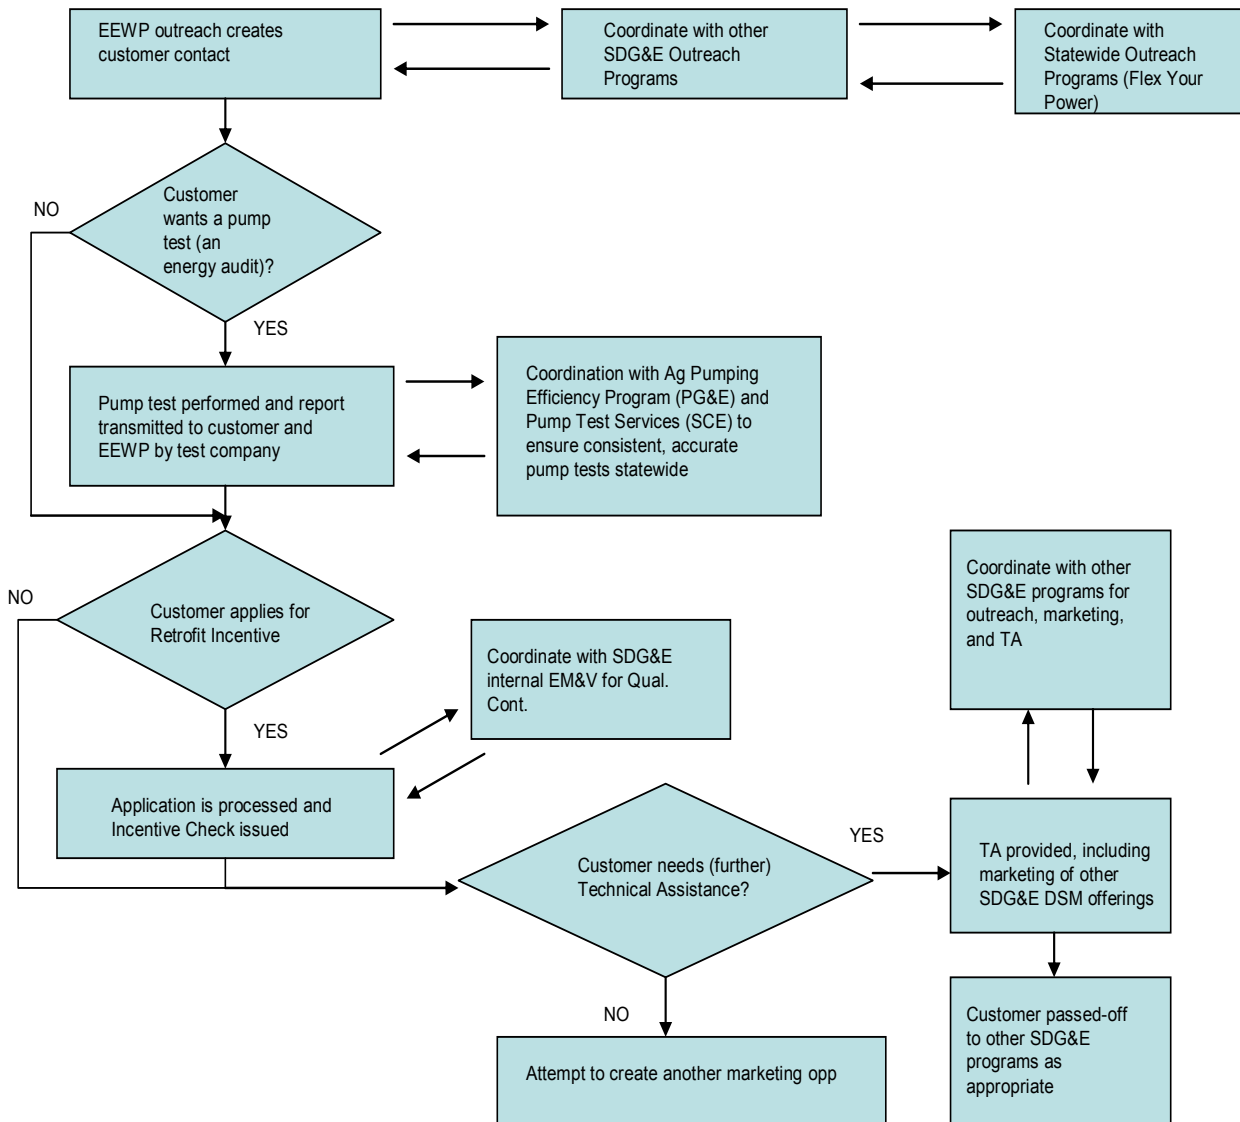 EEWP outreach creates
customer contact
Coordinate with other
SDG&E Outreach
Programs
Coordinate with
Statewide Outreach
Programs (Flex Your
Power)
Customer
wants a pump
test (an
energy audit)?
NO
YES
Pump test performed and report
transmitted to customer and
EEWP by test company
Coordination with Ag Pumping
Efficiency Program (PG&E) and
Pump Test Services (SCE) to
ensure consistent, accurate
pump tests statewide
Customer applies for
Retrofit Incentive
NO
YES
Coordinate with SDG&E
internal EM&V for Qual.
Cont.
Coordinate with other
SDG&E programs for
outreach, marketing,
and TA
Application is processed and
Incentive Check issued
Customer needs (further)
Technical Assistance?
YES
TA provided, including
marketing of other
SDG&E DSM offerings
NO
Attempt to create another marketing opp
Customer passed-off
to other SDG&E
programs as
appropriate